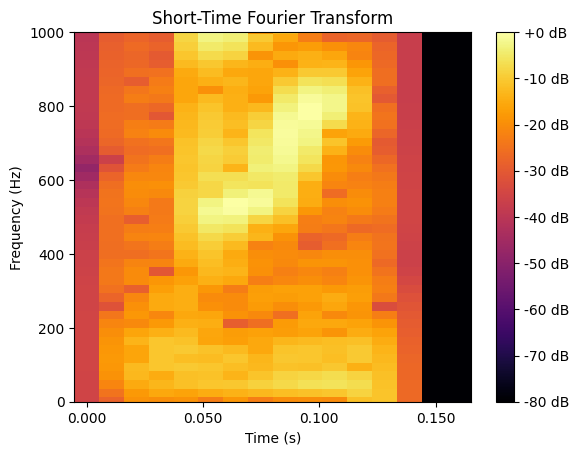 Short-Time Fourier Transform
1000
800
600
400
200
0
Frequency (Hz)
0.000
0.050
0.100
0.150
Time (s)
+0 dB
-10 dB
-20 dB
-30 dB
-40 dB
-50 dB
-60 dB
-70 dB
-80 dB